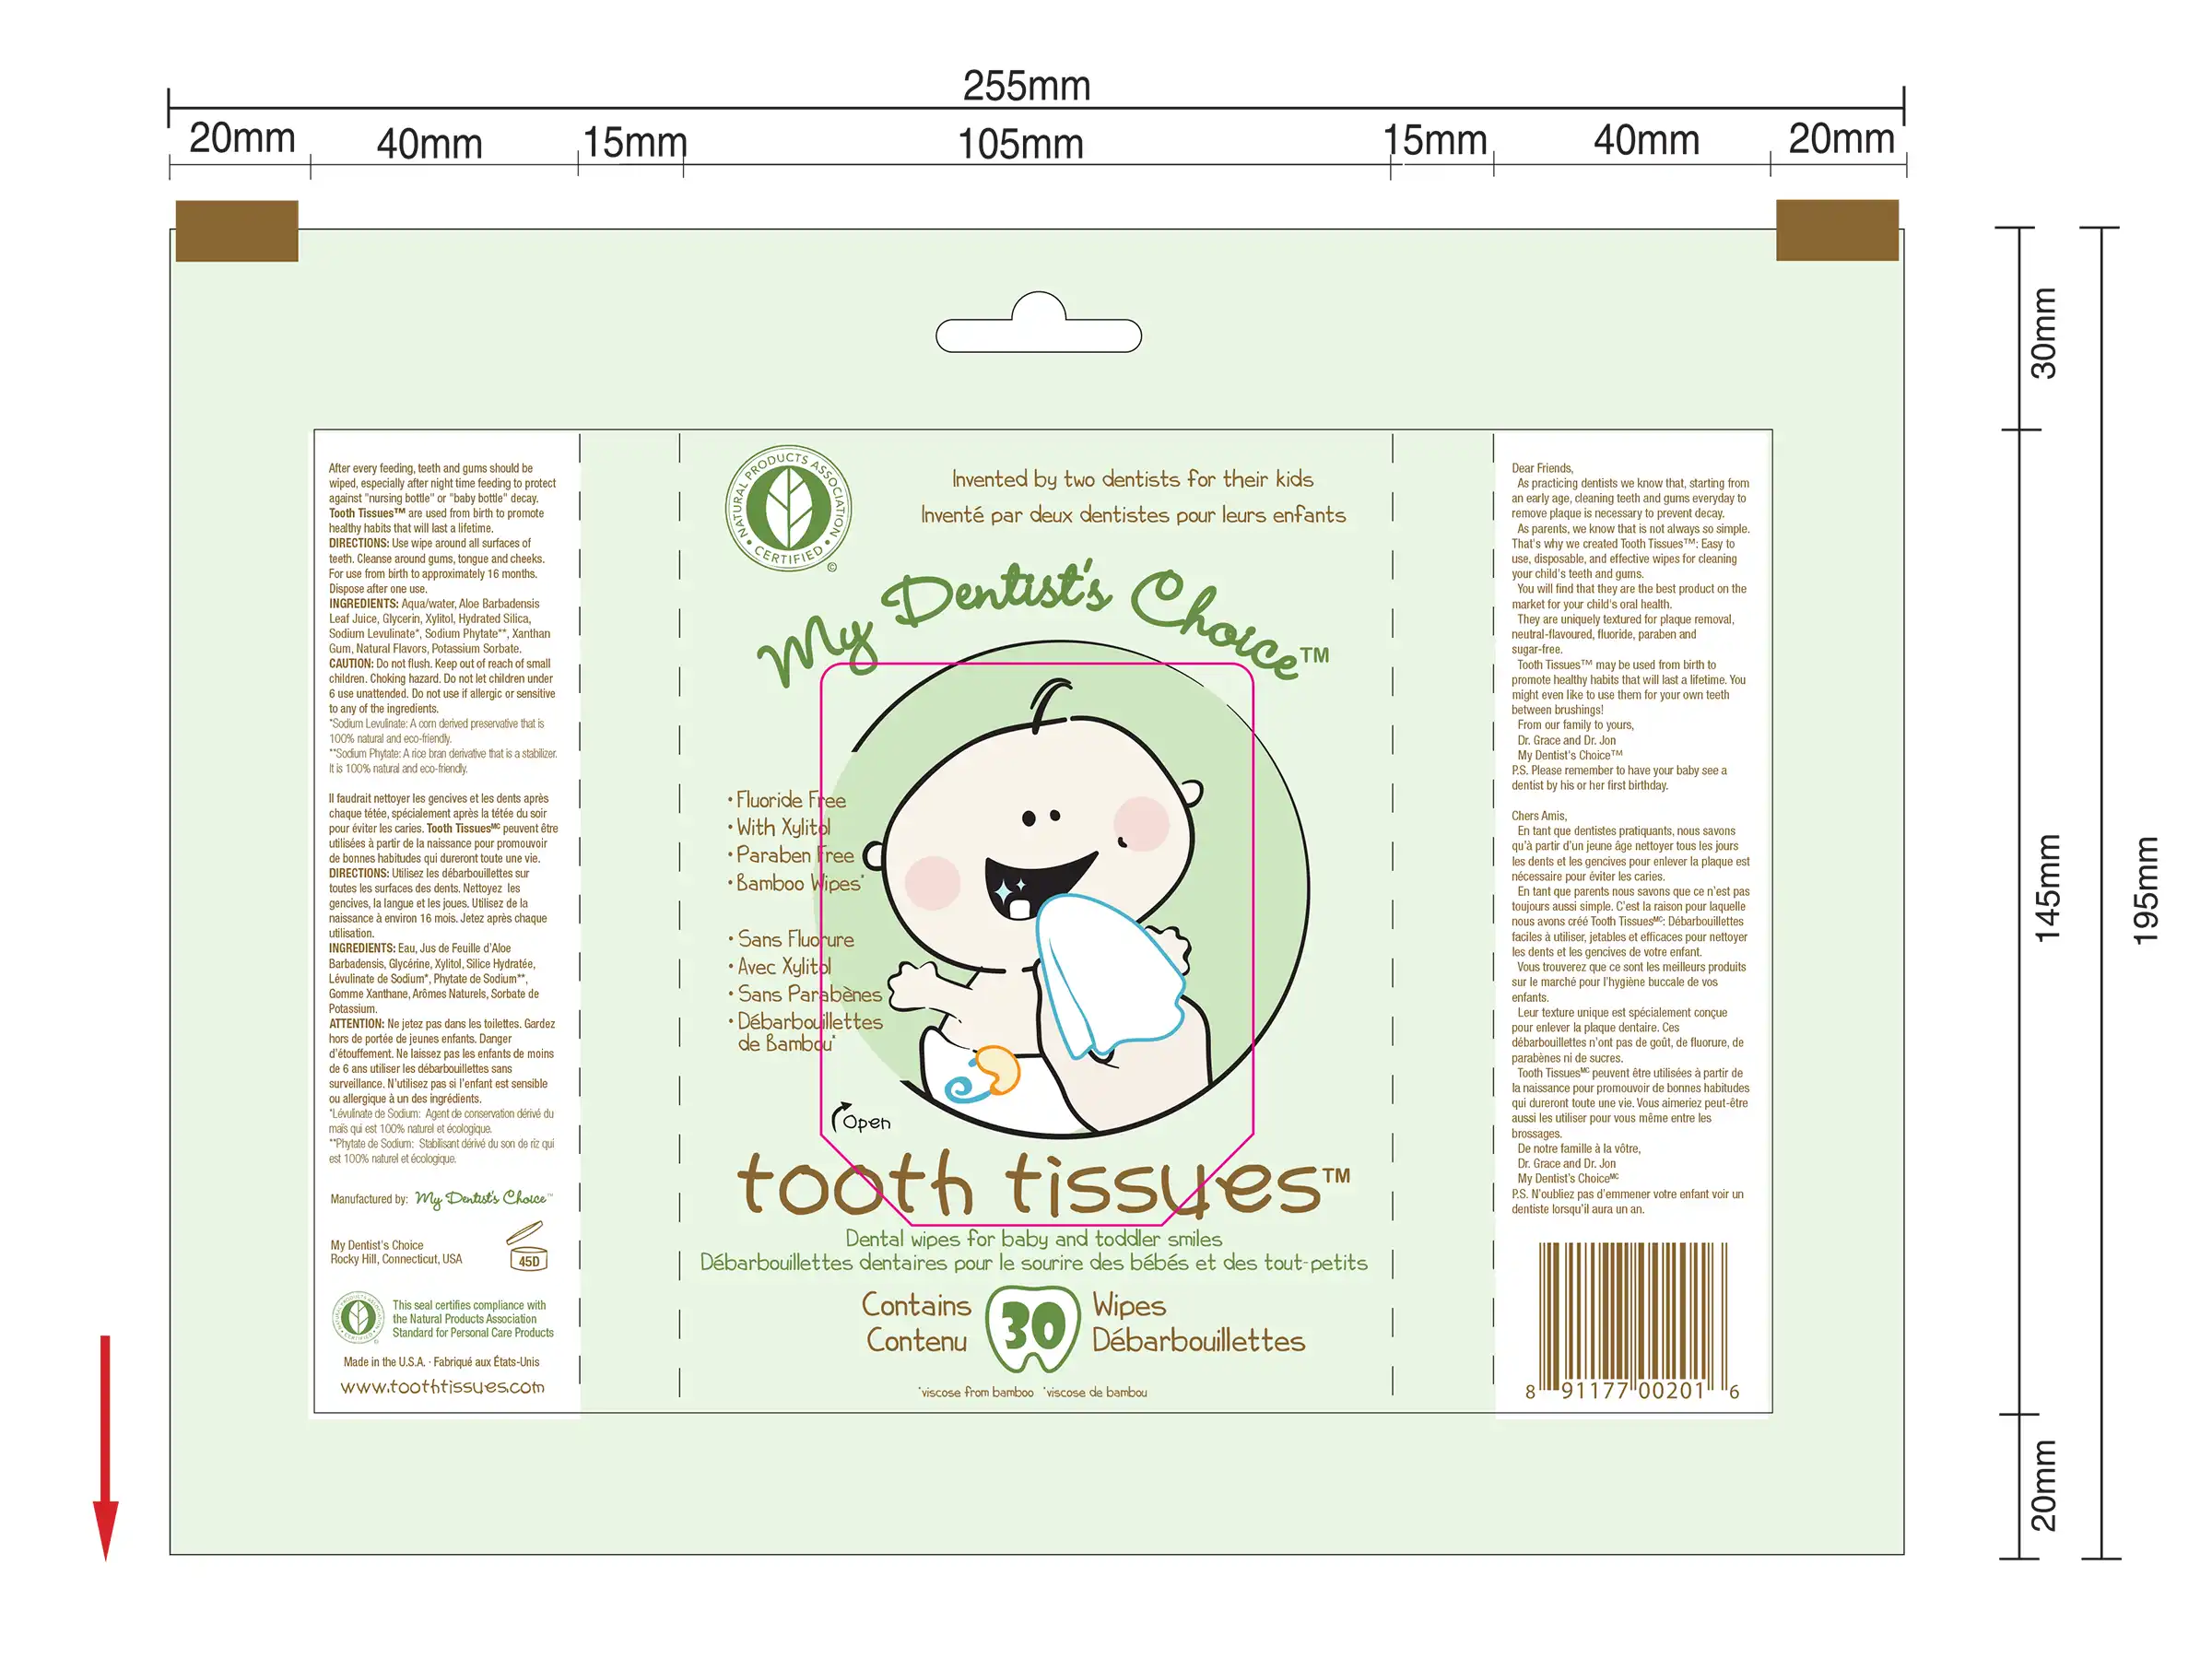 255mm
20mm
40mm
15mm
105mm
15mm
40mm
20mm
30mm
145mm
195mm
20mm
After every feeding, teeth and gums should be
wiped, especially after night time feeding to protect
against "nursing bottle" or "baby bottle" decay.
Tooth Tissues™ are used from birth to promote
healthy habits that will last a lifetime.
DIRECTIONS: Use wipe around all surfaces of
teeth. Cleanse around gums, tongue and cheeks.
For use from birth to approximately 16 months.
Dispose after one use.
INGREDIENTS: Aqua/water, Aloe Barbadensis
Leaf Juice, Glycerin, Xylitol, Hydrated Silica,
Sodium Levulinate*, Sodium Phytate**, Xanthan
Gum, Natural Flavors, Potassium Sorbate.
CAUTION: Do not flush. Keep out of reach of small
children. Choking hazard. Do not let children under
6 use unattended. Do not use if allergic or sensitive
to any of the ingredients.
*Sodium Levulinate: A corn derived preservative that is
100% natural and eco-friendly.
**Sodium Phytate: A rice bran derivative that is a stabilizer.
It is 100% natural and eco-friendly.
Il faudrait nettoyer les gencives et les dents après
chaque tétée, spécialement après la tétée du soir
pour éviter les caries. Tooth Tissuesᴹᶜ peuvent être
utilisées à partir de la naissance pour promouvoir
de bonnes habitudes qui dureront toute une vie.
DIRECTIONS: Utilisez les débarbouillettes sur
toutes les surfaces des dents. Nettoyez les
gencives, la langue et les joues. Utilisez de la
naissance à environ 16 mois. Jetez après chaque
utilisation.
INGREDIENTS: Eau, Jus de Feuille d'Aloe
Barbadensis, Glycérine, Xylitol, Silice Hydratée,
Lévulinate de Sodium*, Phytate de Sodium**,
Gomme Xanthane, Arômes Naturels, Sorbate de
Potassium.
ATTENTION: Ne jetez pas dans les toilettes. Gardez
hors de portée de jeunes enfants. Danger
d'étouffement. Ne laissez pas les enfants de moins
de 6 ans utiliser les débarbouillettes sans
surveillance. N'utilisez pas si l'enfant est sensible
ou allergique à un des ingrédients.
*Lévulinate de Sodium: Agent de conservation dérivé du
maïs qui est 100% naturel et écologique.
**Phytate de Sodium: Stabilisant dérivé du son de riz qui
est 100% naturel et écologique.
Manufactured by: My Dentist's Choice™
My Dentist's Choice
Rocky Hill, Connecticut, USA
45D
NATURAL PRODUCTS ASSOCIATION
CERTIFIED
©
This seal certifies compliance with
the Natural Products Association
Standard for Personal Care Products
Made in the U.S.A. · Fabriqué aux États-Unis
www.toothtissues.com
NATURAL PRODUCTS ASSOCIATION
• CERTIFIED •
©
Invented by two dentists for their kids
Inventé par deux dentistes pour leurs enfants
My Dentist's Choice™
• Fluoride Free
• With Xylitol
• Paraben Free
• Bamboo Wipes*
• Sans Fluorure
• Avec Xylitol
• Sans Parabènes
• Débarbouillettes
de Bambou*
Open
tooth tissues™
Dental wipes for baby and toddler smiles
Débarbouillettes dentaires pour le sourire des bébés et des tout-petits
Contains 30 Wipes
Contenu Débarbouillettes
*viscose from bamboo *viscose de bambou
Dear Friends,
As practicing dentists we know that, starting from
an early age, cleaning teeth and gums everyday to
remove plaque is necessary to prevent decay.
As parents, we know that is not always so simple.
That's why we created Tooth Tissues™: Easy to
use, disposable, and effective wipes for cleaning
your child's teeth and gums.
You will find that they are the best product on the
market for your child's oral health.
They are uniquely textured for plaque removal,
neutral-flavoured, fluoride, paraben and
sugar-free.
Tooth Tissues™ may be used from birth to
promote healthy habits that will last a lifetime. You
might even like to use them for your own teeth
between brushings!
From our family to yours,
Dr. Grace and Dr. Jon
My Dentist's Choice™
P.S. Please remember to have your baby see a
dentist by his or her first birthday.
Chers Amis,
En tant que dentistes pratiquants, nous savons
qu'à partir d'un jeune âge nettoyer tous les jours
les dents et les gencives pour enlever la plaque est
nécessaire pour éviter les caries.
En tant que parents nous savons que ce n'est pas
toujours aussi simple. C'est la raison pour laquelle
nous avons créé Tooth Tissuesᴹᶜ: Débarbouillettes
faciles à utiliser, jetables et efficaces pour nettoyer
les dents et les gencives de votre enfant.
Vous trouverez que ce sont les meilleurs produits
sur le marché pour l'hygiène buccale de vos
enfants.
Leur texture unique est spécialement conçue
pour enlever la plaque dentaire. Ces
débarbouillettes n'ont pas de goût, de fluorure, de
parabènes ni de sucres.
Tooth Tissuesᴹᶜ peuvent être utilisées à partir de
la naissance pour promouvoir de bonnes habitudes
qui dureront toute une vie. Vous aimeriez peut-être
aussi les utiliser pour vous même entre les
brossages.
De notre famille à la vôtre,
Dr. Grace and Dr. Jon
My Dentist's Choiceᴹᶜ
P.S. N'oubliez pas d'emmener votre enfant voir un
dentiste lorsqu'il aura un an.
8 91177 00201 6